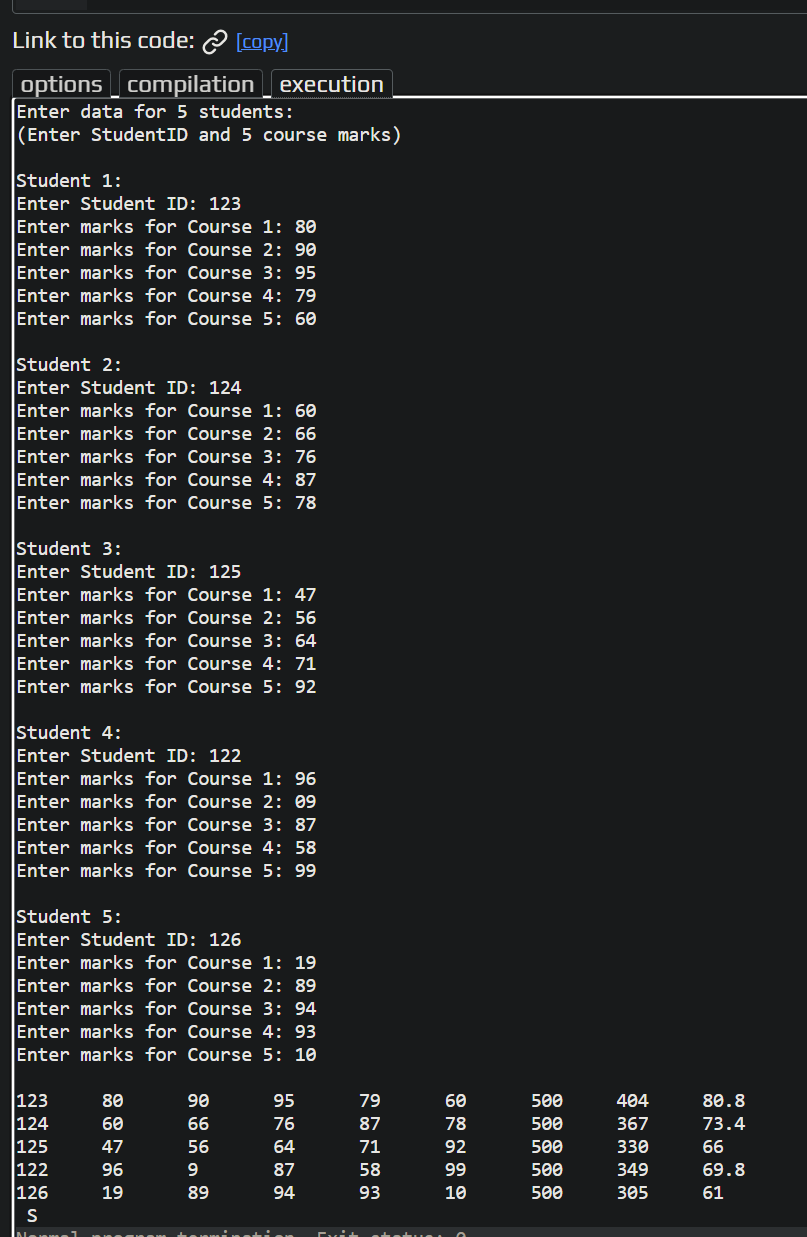 Link to this code: [copy]
options compilation execution
Enter data for 5 students:
(Enter StudentID and 5 course marks)
Student 1:
Enter Student ID: 123
Enter marks for Course 1: 80
Enter marks for Course 2: 90
Enter marks for Course 3: 95
Enter marks for Course 4: 79
Enter marks for Course 5: 60
Student 2:
Enter Student ID: 124
Enter marks for Course 1: 60
Enter marks for Course 2: 66
Enter marks for Course 3: 76
Enter marks for Course 4: 87
Enter marks for Course 5: 78
Student 3:
Enter Student ID: 125
Enter marks for Course 1: 47
Enter marks for Course 2: 56
Enter marks for Course 3: 64
Enter marks for Course 4: 71
Enter marks for Course 5: 92
Student 4:
Enter Student ID: 122
Enter marks for Course 1: 96
Enter marks for Course 2: 09
Enter marks for Course 3: 87
Enter marks for Course 4: 58
Enter marks for Course 5: 99
Student 5:
Enter Student ID: 126
Enter marks for Course 1: 19
Enter marks for Course 2: 89
Enter marks for Course 3: 94
Enter marks for Course 4: 93
Enter marks for Course 5: 10
123 80 90 95 79 60 500 404 80.8
124 60 66 76 87 78 500 367 73.4
125 47 56 64 71 92 500 330 66
122 96 9 87 58 99 500 349 69.8
126 19 89 94 93 10 500 305 61
S
Normal program termination. Exit status: 0